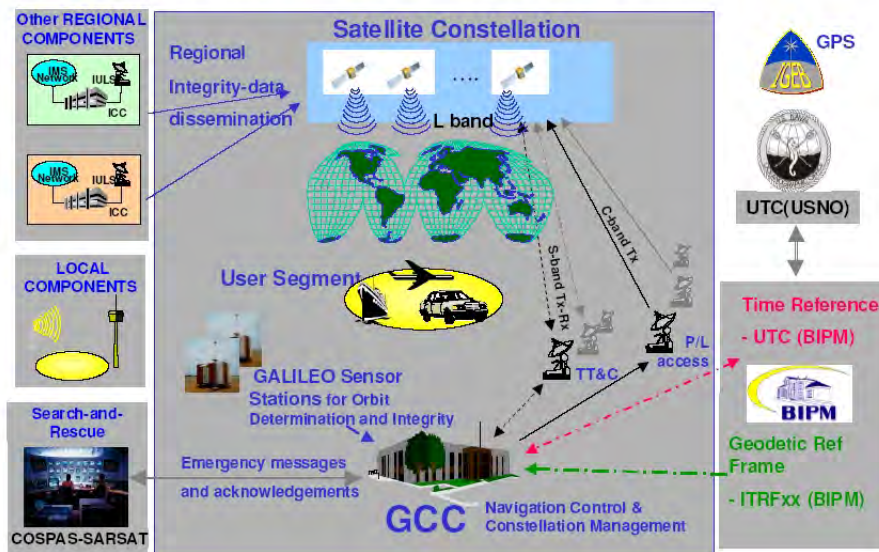 Other REGIONAL
COMPONENTS
IMS
Network
IULS
ICC
IMS
Network
IULS
ICC
LOCAL
COMPONENTS
Search-and-
Rescue
COSPAS-SARSAT
Satellite Constellation
Regional
Integrity-data
dissemination
....
L band
User Segment
C-band Tx
S-band Tx-Rx
TT&C
P/L
access
GALILEO Sensor
Stations for Orbit
Determination and Integrity
Emergency messages
and acknowledgements
GCC
Navigation Control &
Constellation Management
GPS
IGEB
UTC(USNO)
Time Reference
- UTC (BIPM)
BIPM
Geodetic Ref
Frame
- ITRFxx (BIPM)